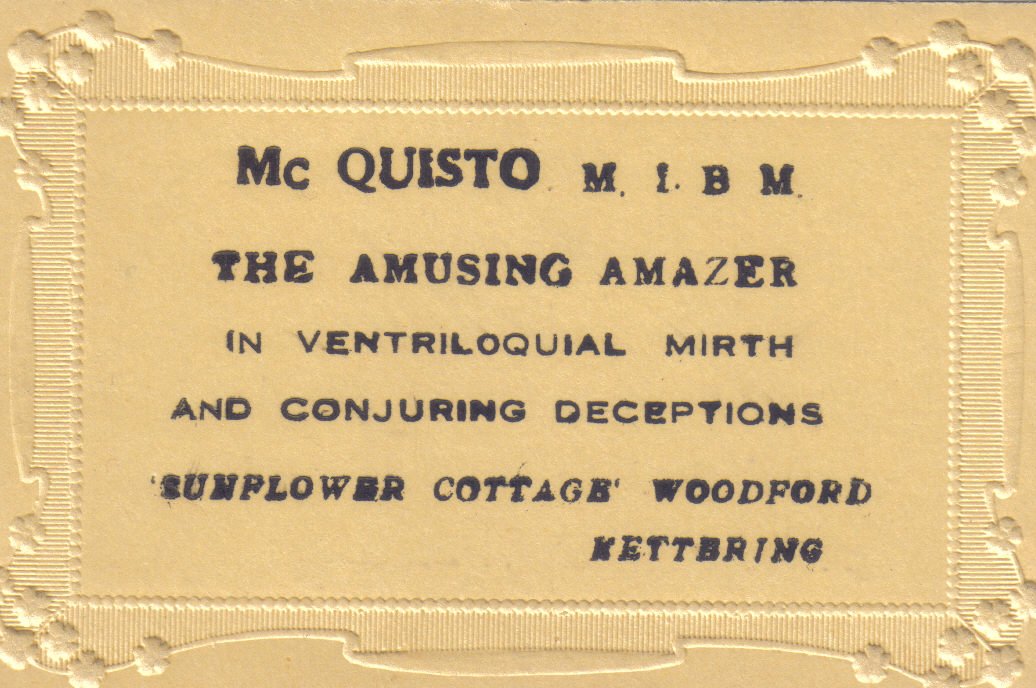 Mc QUISTO M. I. B M.
THE AMUSING AMAZER
IN VENTRILOQUIAL MIRTH
AND CONJURING DECEPTIONS
'SUNFLOWER COTTAGE' WOODFORD
KETTERING